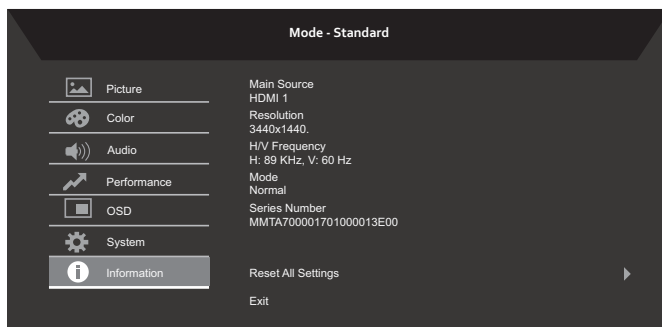 Mode - Standard
Picture
Color
Audio
Performance
OSD
System
Information
Main Source
HDMI 1
Resolution
3440x1440.
H/V Frequency
H: 89 KHz, V: 60 Hz
Mode
Normal
Series Number
MMTA700001701000013E00
Reset All Settings
Exit